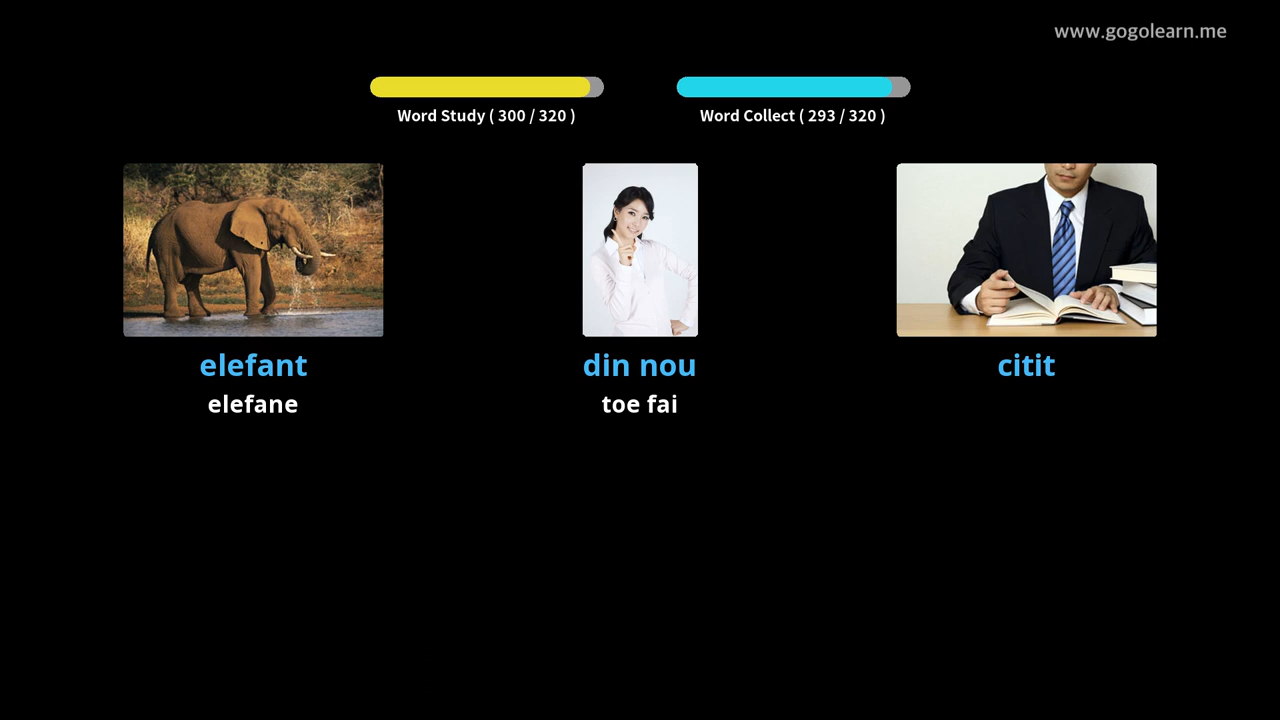 www.gogolearn.me
Word Study ( 300 / 320 )
Word Collect ( 293 / 320 )
elefant
elefane
din nou
toe fai
citit